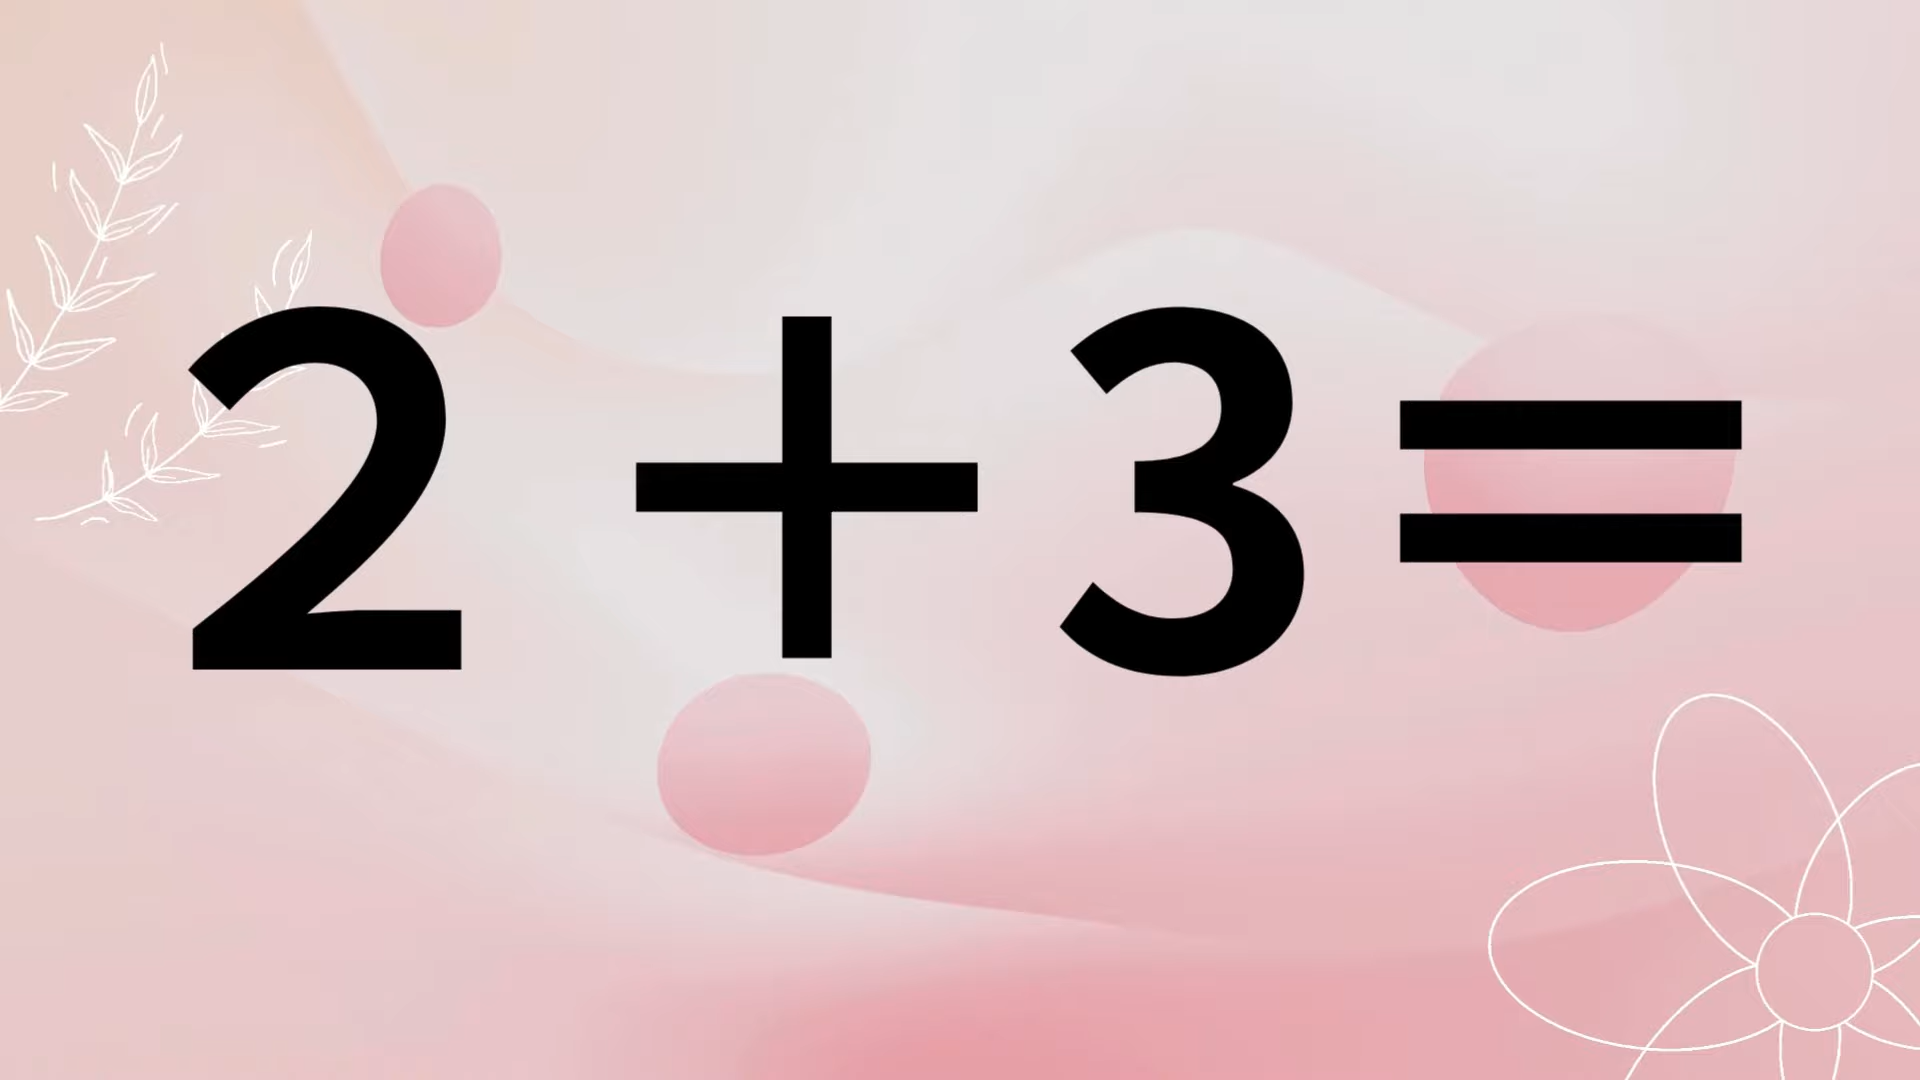 2 + 3 =